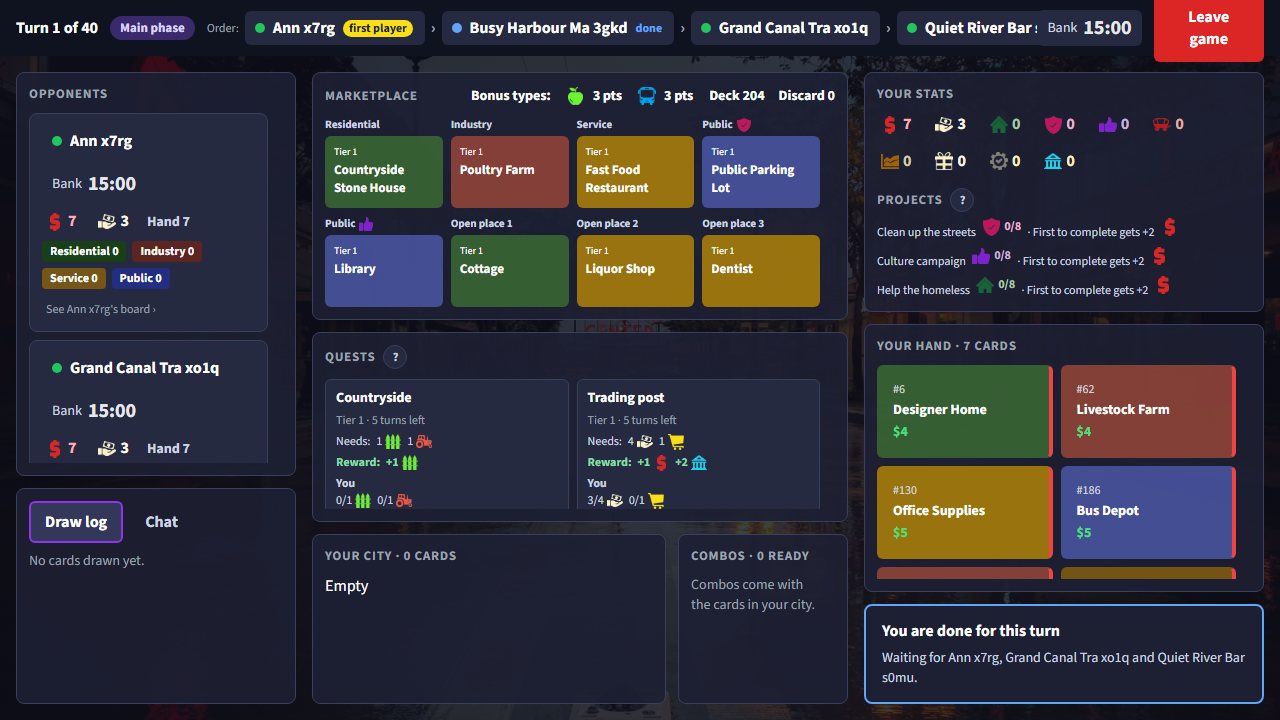 Turn 1 of 40 Main phase Order: Ann x7rg first player › Busy Harbour Ma 3gkd done › Grand Canal Tra xo1q › Quiet River Bar Bank 15:00 Leave game
OPPONENTS
Ann x7rg
Bank 15:00
7 3 Hand 7
Residential 0 Industry 0
Service 0 Public 0
See Ann x7rg's board ›
Grand Canal Tra xo1q
Bank 15:00
7 3 Hand 7
Draw log Chat
No cards drawn yet.
MARKETPLACE Bonus types: 3 pts 3 pts Deck 204 Discard 0
Residential Industry Service Public
Tier 1 Tier 1 Tier 1 Tier 1
Countryside Stone House Poultry Farm Fast Food Restaurant Public Parking Lot
Public Open place 1 Open place 2 Open place 3
Tier 1 Tier 1 Tier 1 Tier 1
Library Cottage Liquor Shop Dentist
QUESTS ?
Countryside
Tier 1 · 5 turns left
Needs: 1 1
Reward: +1
You
0/1 0/1
Trading post
Tier 1 · 5 turns left
Needs: 4 1
Reward: +1 +2
You
3/4 0/1
YOUR CITY · 0 CARDS
Empty
COMBOS · 0 READY
Combos come with
the cards in your city.
YOUR STATS
7 3 0 0 0 0
0 0 0 0
PROJECTS ?
Clean up the streets 0/8 · First to complete gets +2
Culture campaign 0/8 · First to complete gets +2
Help the homeless 0/8 · First to complete gets +2
YOUR HAND · 7 CARDS
#6
Designer Home
$4
#62
Livestock Farm
$4
#130
Office Supplies
$5
#186
Bus Depot
$5
You are done for this turn
Waiting for Ann x7rg, Grand Canal Tra xo1q and Quiet River Bar
s0mu.